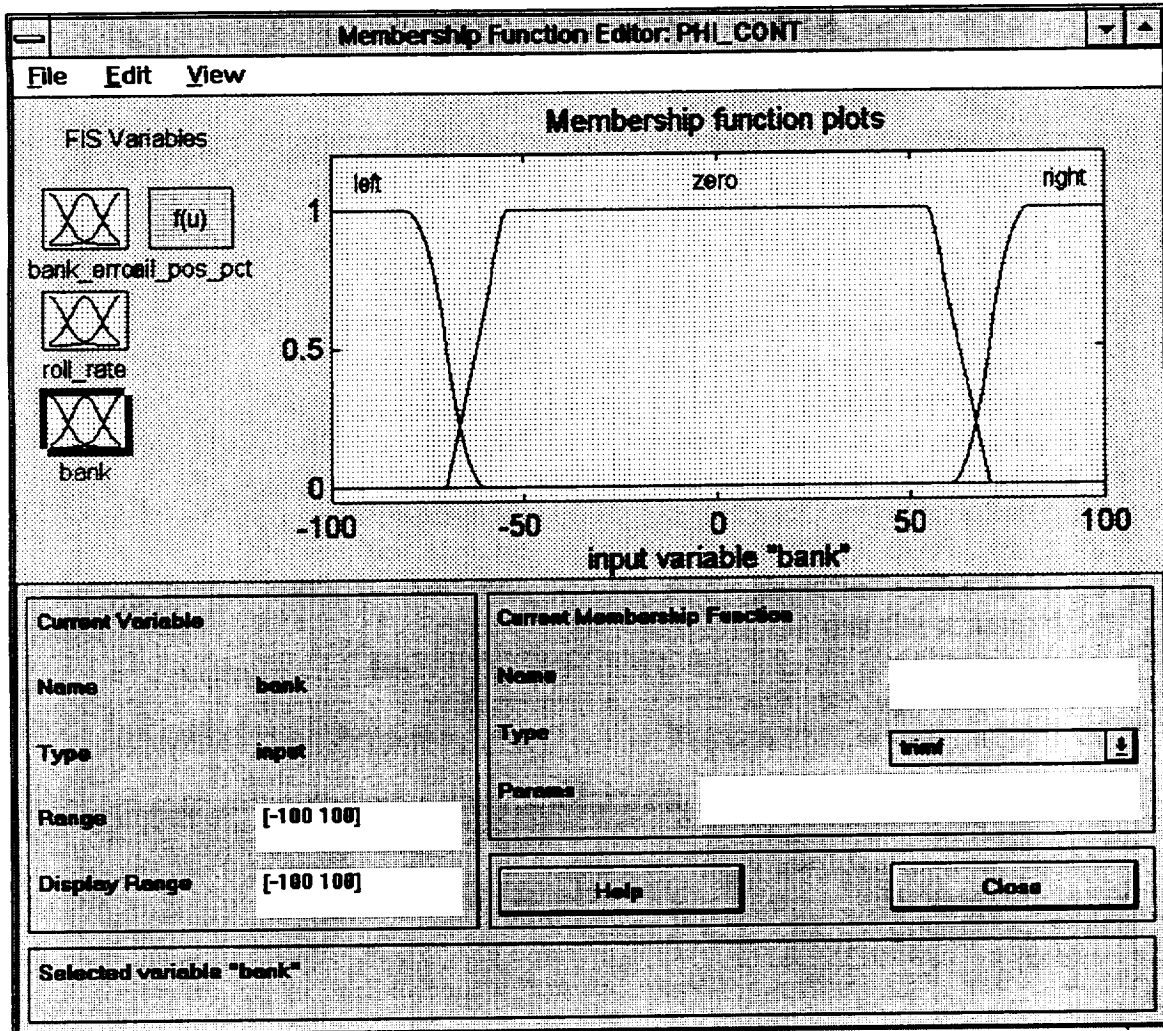 Membership Function Editor: PHI_CONT
File Edit View
FIS Variables
f(u)
bank_error
ail_pos_pct
roll_rate
bank
Membership function plots
left zero right
1
0.5
0
-100 -50 0 50 100
input variable "bank"
Current Variable
Name bank
Type input
Range [-100 100]
Display Range [-100 100]
Current Membership Function
Name
Type trimf
Params
Help Close
Selected variable "bank"